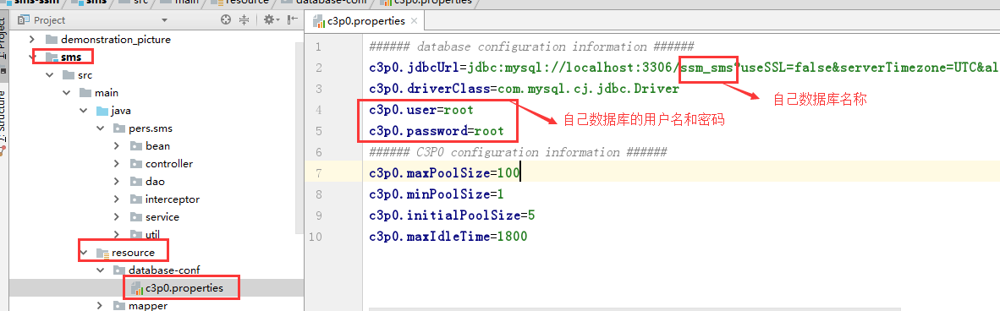 sms-ssm sms src main resource database-conf c3p0.properties
Project
c3p0.properties
demonstration_picture
sms
src
main
java
pers.sms
bean
controller
dao
interceptor
service
util
resource
database-conf
c3p0.properties
mapper
1 ###### database configuration information ######
2 c3p0.jdbcUrl=jdbc:mysql://localhost:3306/ssm_sms?useSSL=false&serverTimezone=UTC&al
3 c3p0.driverClass=com.mysql.cj.jdbc.Driver
自己数据库名称
4 c3p0.user=root
自己数据库的用户名和密码
5 c3p0.password=root
6 ###### C3P0 configuration information ######
7 c3p0.maxPoolSize=100
8 c3p0.minPoolSize=1
9 c3p0.initialPoolSize=5
10 c3p0.maxIdleTime=1800